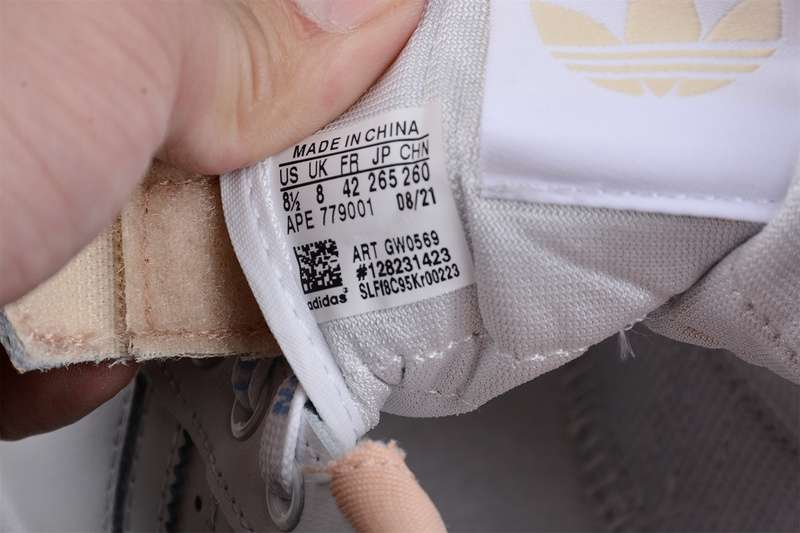 MADE IN CHINA
US UK FR JP CHN
8½ 8 42 265 260
APE 779001 08/21
ART GW0569
#128231423
SLFf8C95Kr00223
adidas